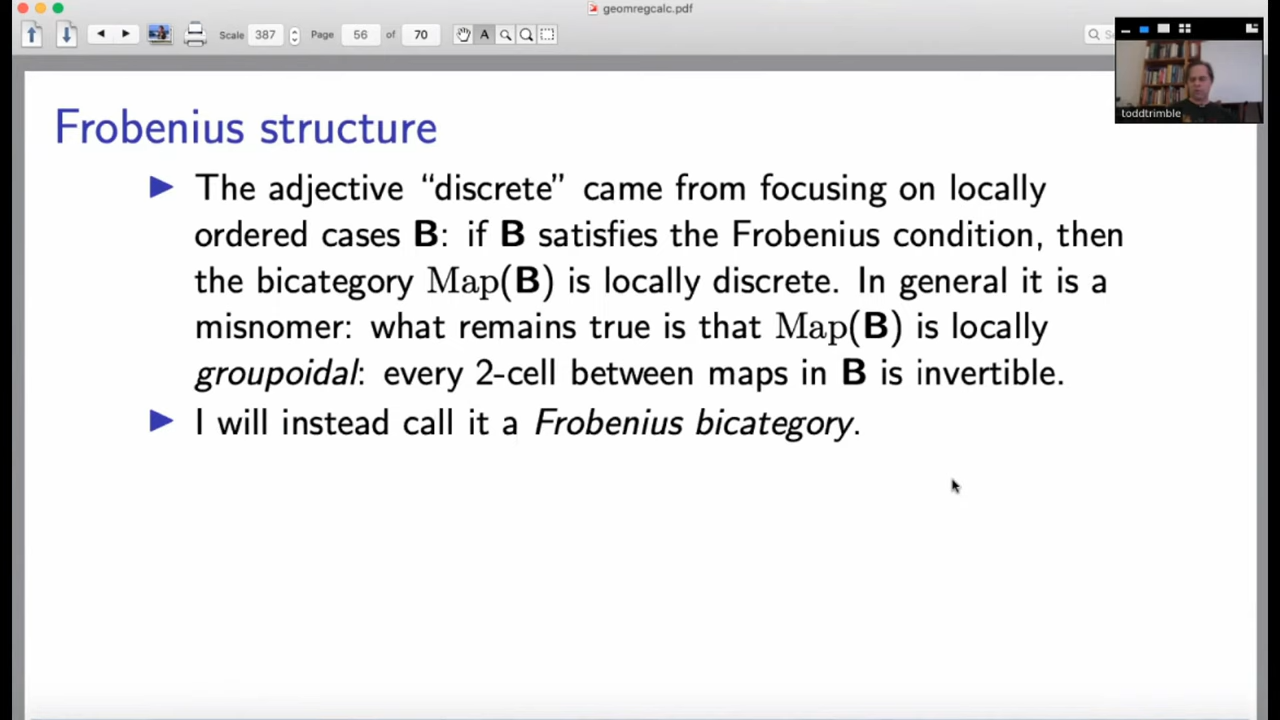 geomregcalc.pdf
Scale 387 Page 56 of 70
A
toddtrimble
Frobenius structure
The adjective “discrete” came from focusing on locally
ordered cases B: if B satisfies the Frobenius condition, then
the bicategory Map(B) is locally discrete. In general it is a
misnomer: what remains true is that Map(B) is locally
groupoidal: every 2-cell between maps in B is invertible.
I will instead call it a Frobenius bicategory.